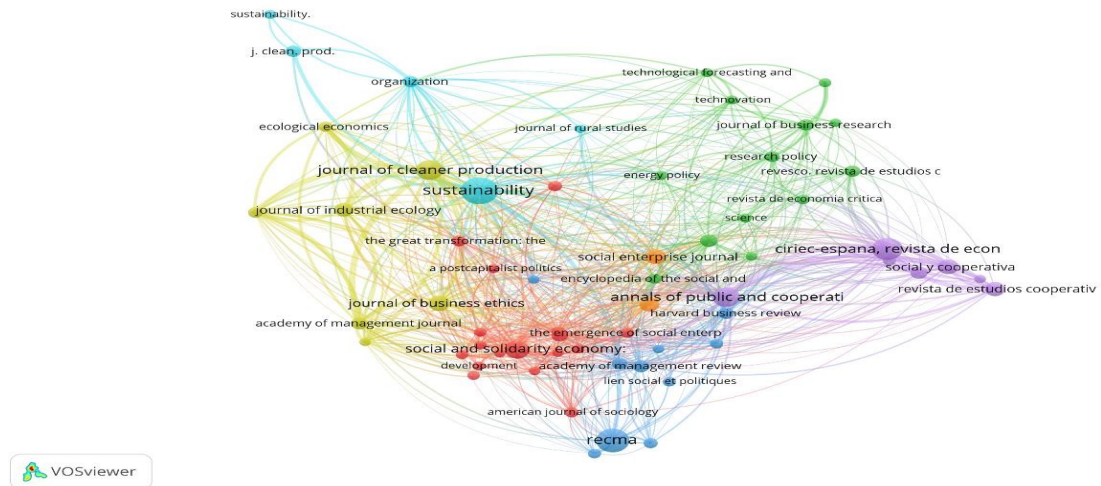 sustainability.
j. clean. prod.
organization
technological forecasting and
technovation
ecological economics
journal of rural studies
journal of business research
research policy
journal of cleaner production
energy policy
revesco. revista de estudios c
sustainability
revista de economia critica
journal of industrial ecology
science
the great transformation: the
ciriec-espana, revista de econ
social enterprise journal
a postcapitalist politics
social y cooperativa
encyclopedia of the social and
revista de estudios cooperativ
annals of public and cooperati
journal of business ethics
harvard business review
academy of management journal
the emergence of social enterp
social and solidarity economy:
development
academy of management review
lien social et politiques
american journal of sociology
recma
VOSviewer